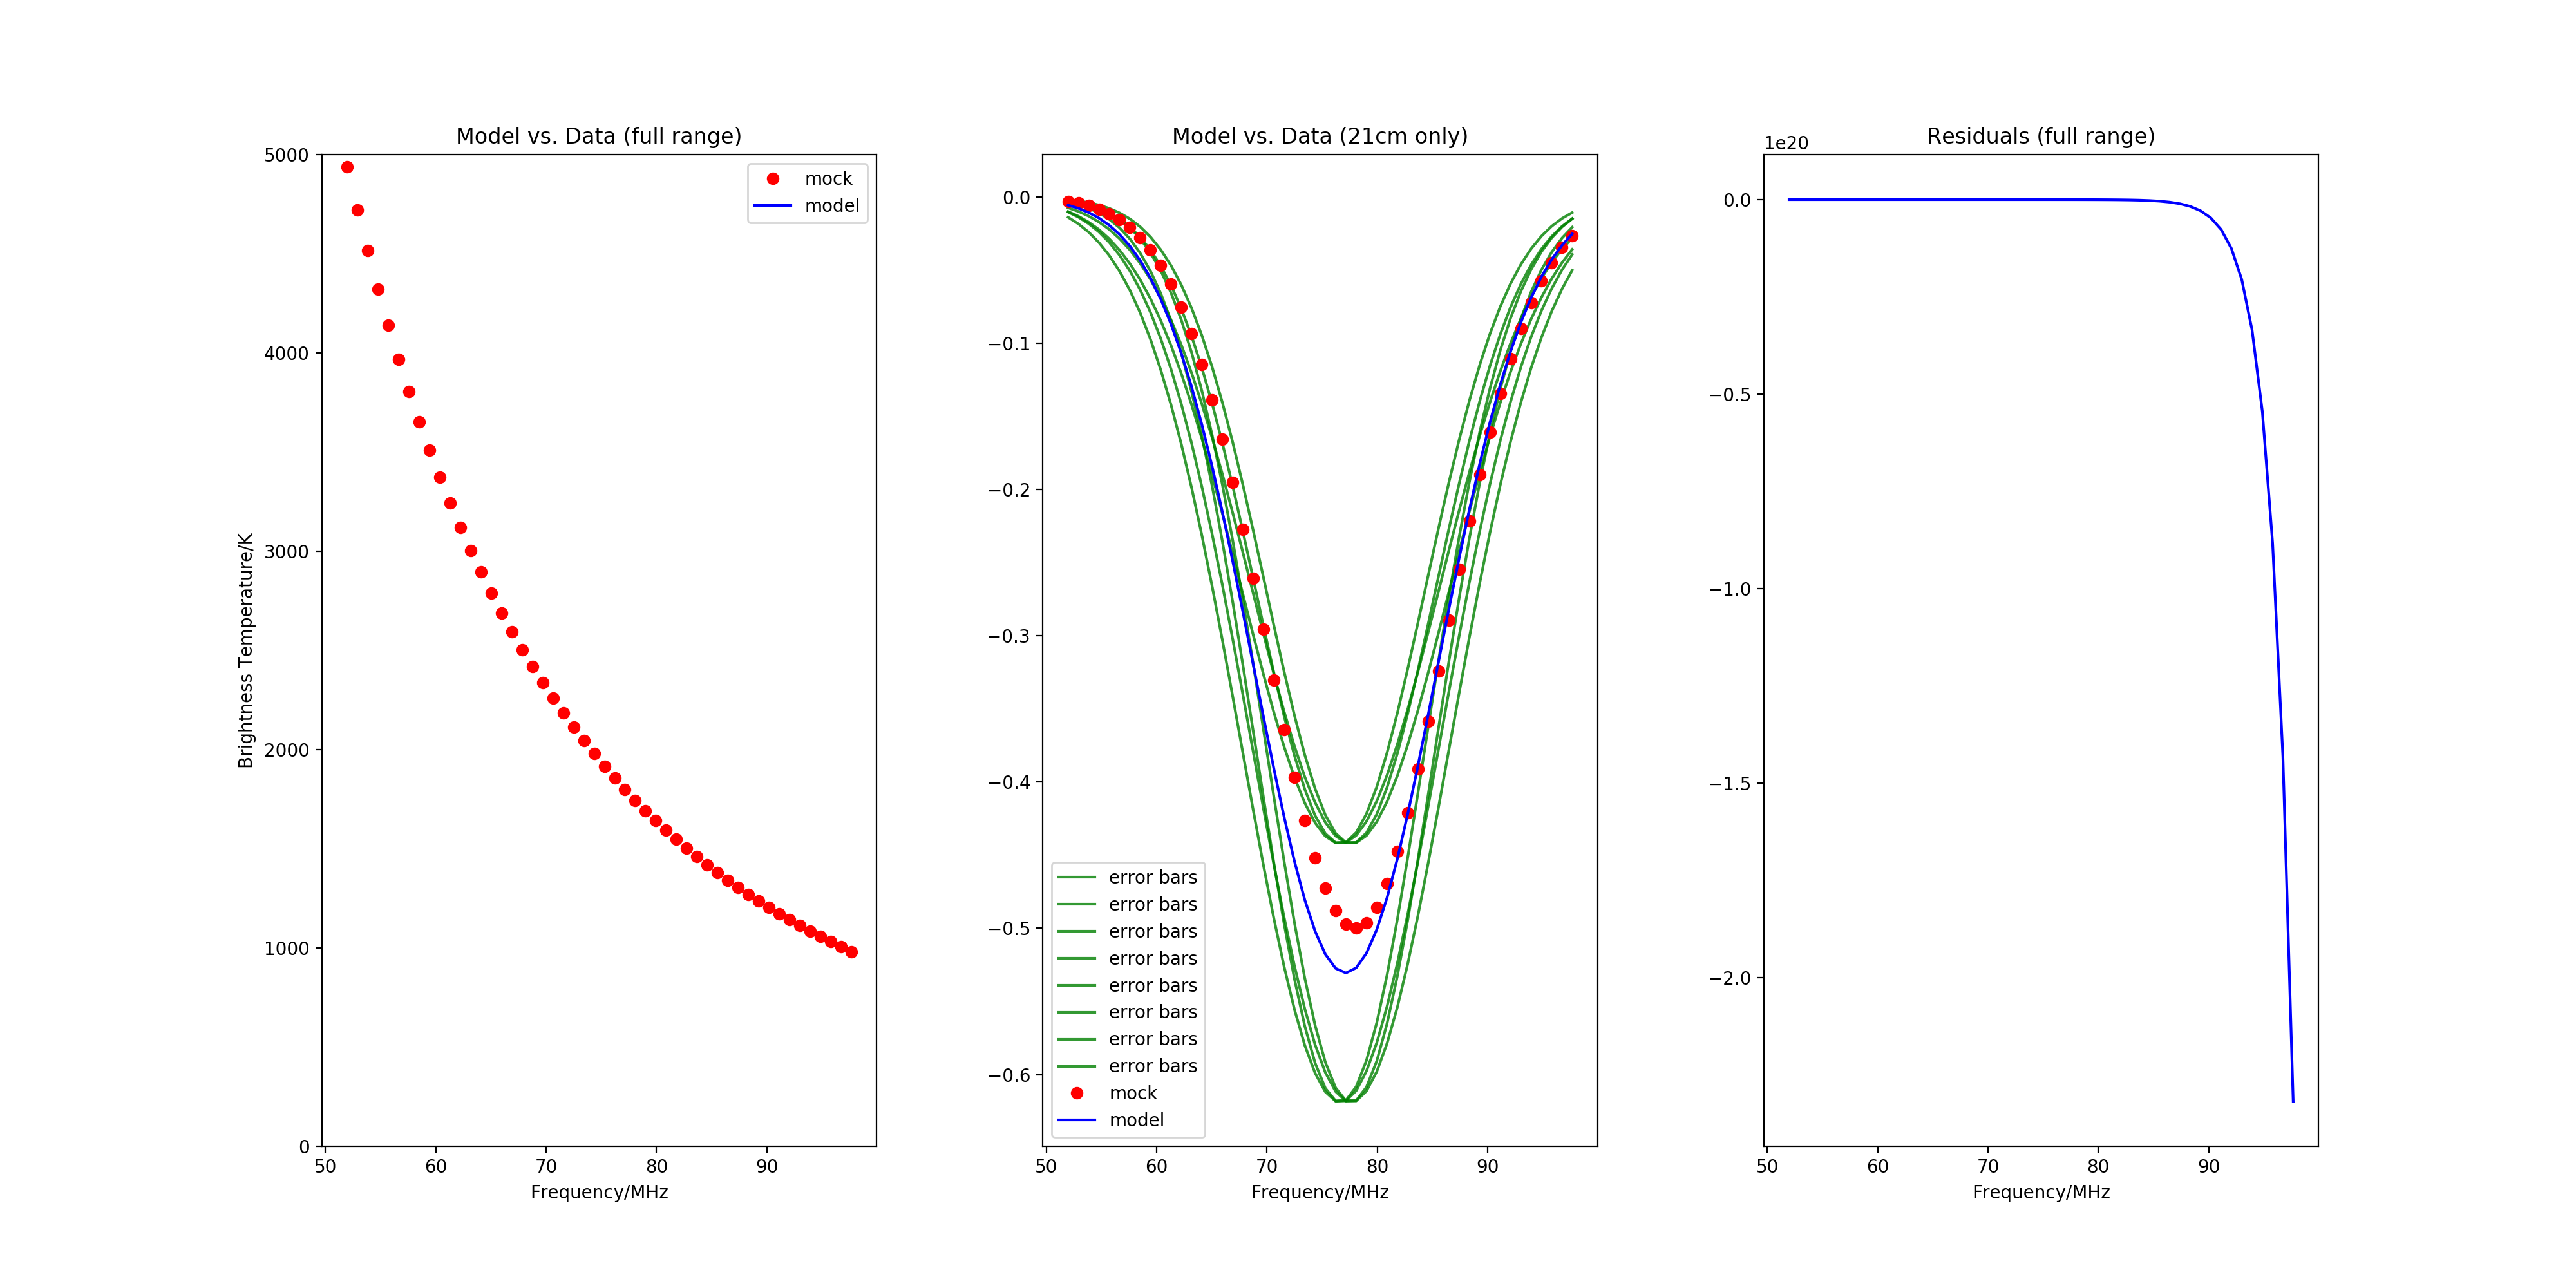 Model vs. Data (full range)
5000
4000
3000
2000
1000
0
Brightness Temperature/K
50 60 70 80 90
Frequency/MHz
mock
model
Model vs. Data (21cm only)
0.0
−0.1
−0.2
−0.3
−0.4
−0.5
−0.6
error bars
error bars
error bars
error bars
error bars
error bars
error bars
error bars
mock
model
50 60 70 80 90
Frequency/MHz
Residuals (full range)
1e20
0.0
−0.5
−1.0
−1.5
−2.0
50 60 70 80 90
Frequency/MHz